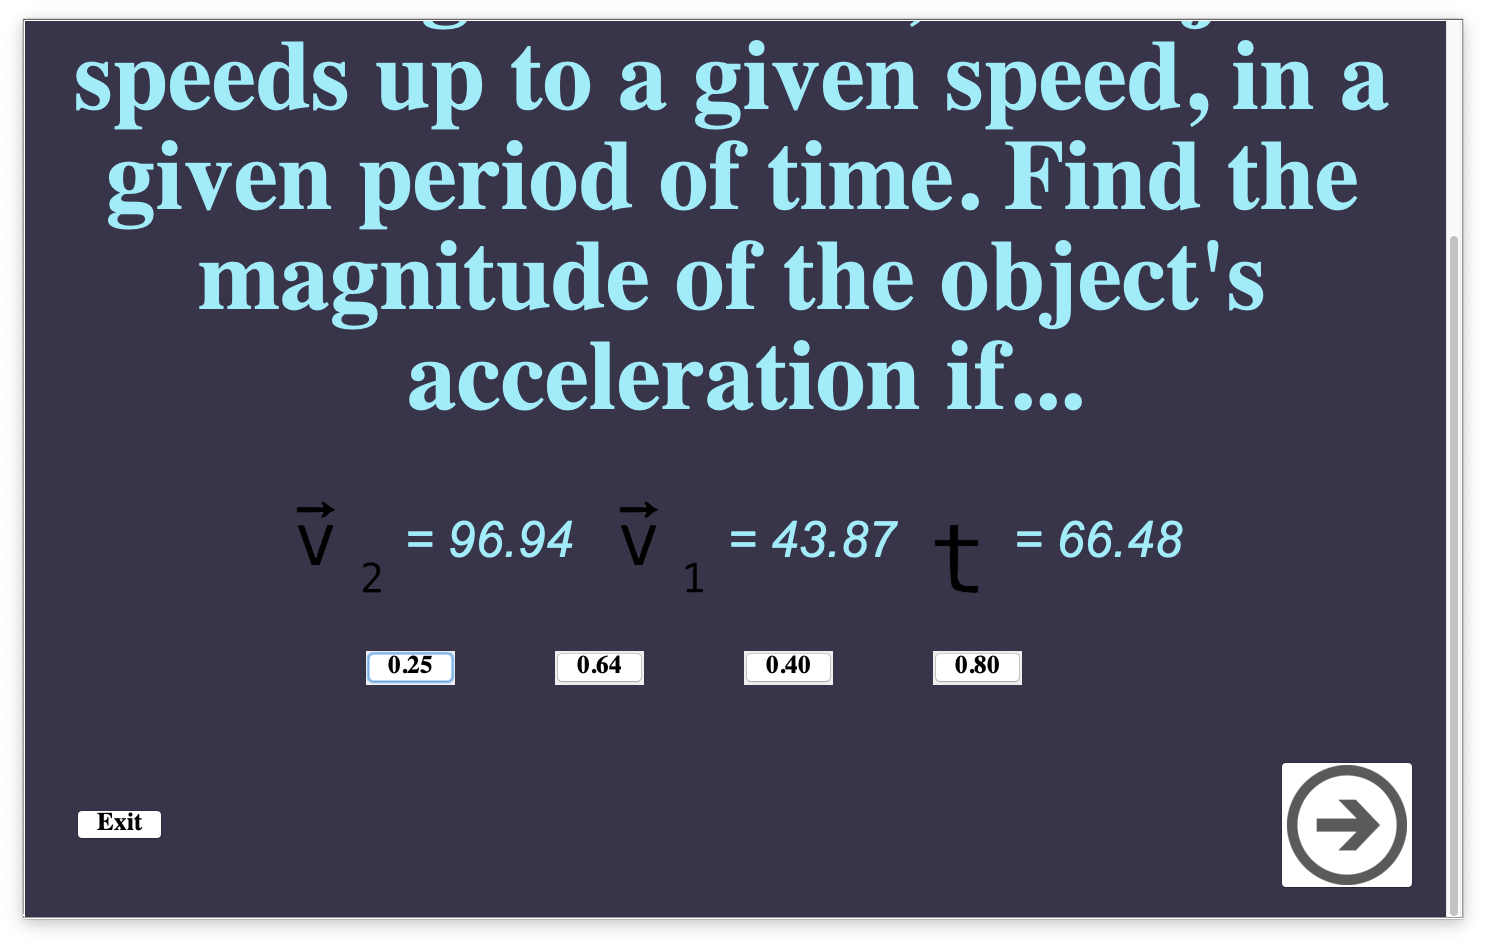 speeds up to a given speed, in a
given period of time. Find the
magnitude of the object's
acceleration if...
v 2 = 96.94 v 1 = 43.87 t = 66.48
0.25 0.64 0.40 0.80
Exit